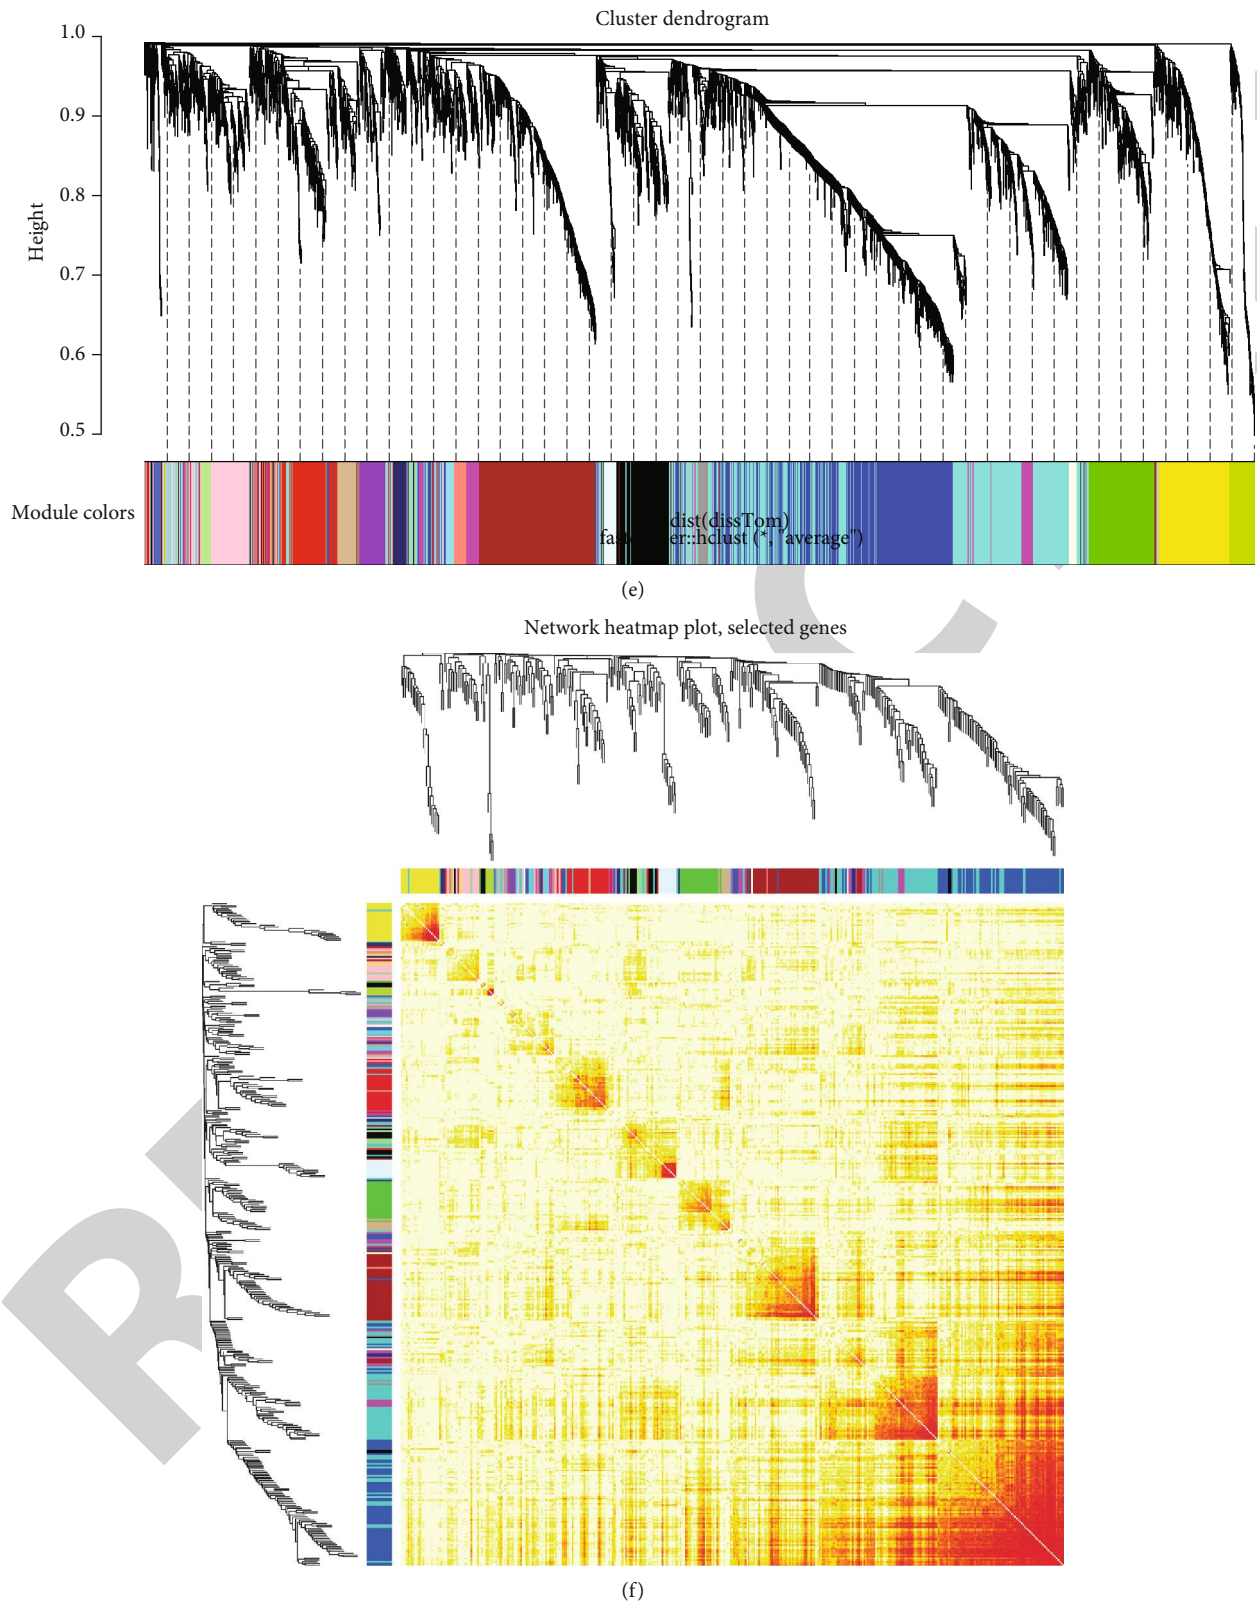 Cluster dendrogram
1.0
0.9
0.8
0.7
0.6
0.5
Height
Module colors
dist(dissTom)
er::hclust (*, "average")
(e)
Network heatmap plot, selected genes
(f)